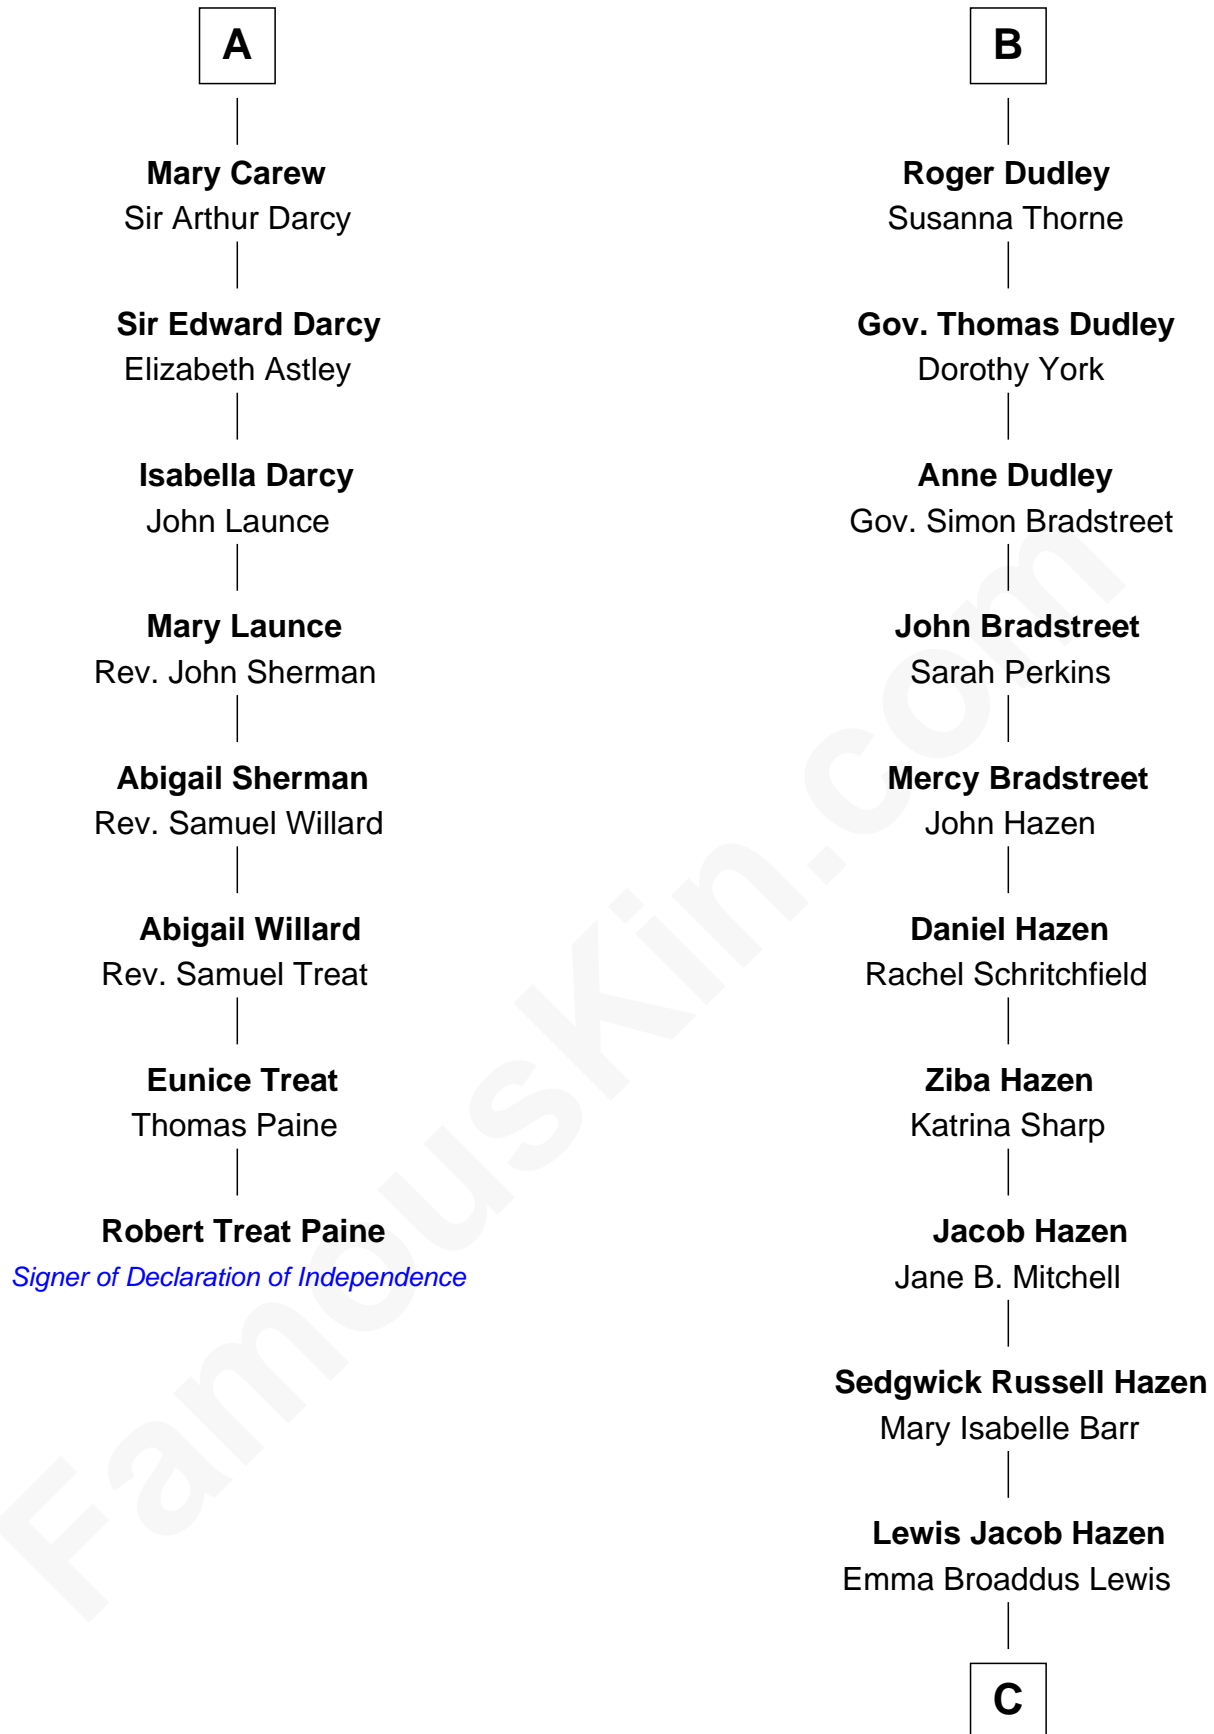 A
Mary Carew
Sir Arthur Darcy
Sir Edward Darcy
Elizabeth Astley
Isabella Darcy
John Launce
Mary Launce
Rev. John Sherman
Abigail Sherman
Rev. Samuel Willard
Abigail Willard
Rev. Samuel Treat
Eunice Treat
Thomas Paine
Robert Treat Paine
Signer of Declaration of Independence
B
Roger Dudley
Susanna Thorne
Gov. Thomas Dudley
Dorothy York
Anne Dudley
Gov. Simon Bradstreet
John Bradstreet
Sarah Perkins
Mercy Bradstreet
John Hazen
Daniel Hazen
Rachel Schritchfield
Ziba Hazen
Katrina Sharp
Jacob Hazen
Jane B. Mitchell
Sedgwick Russell Hazen
Mary Isabelle Barr
Lewis Jacob Hazen
Emma Broaddus Lewis
C
FamousKin.com